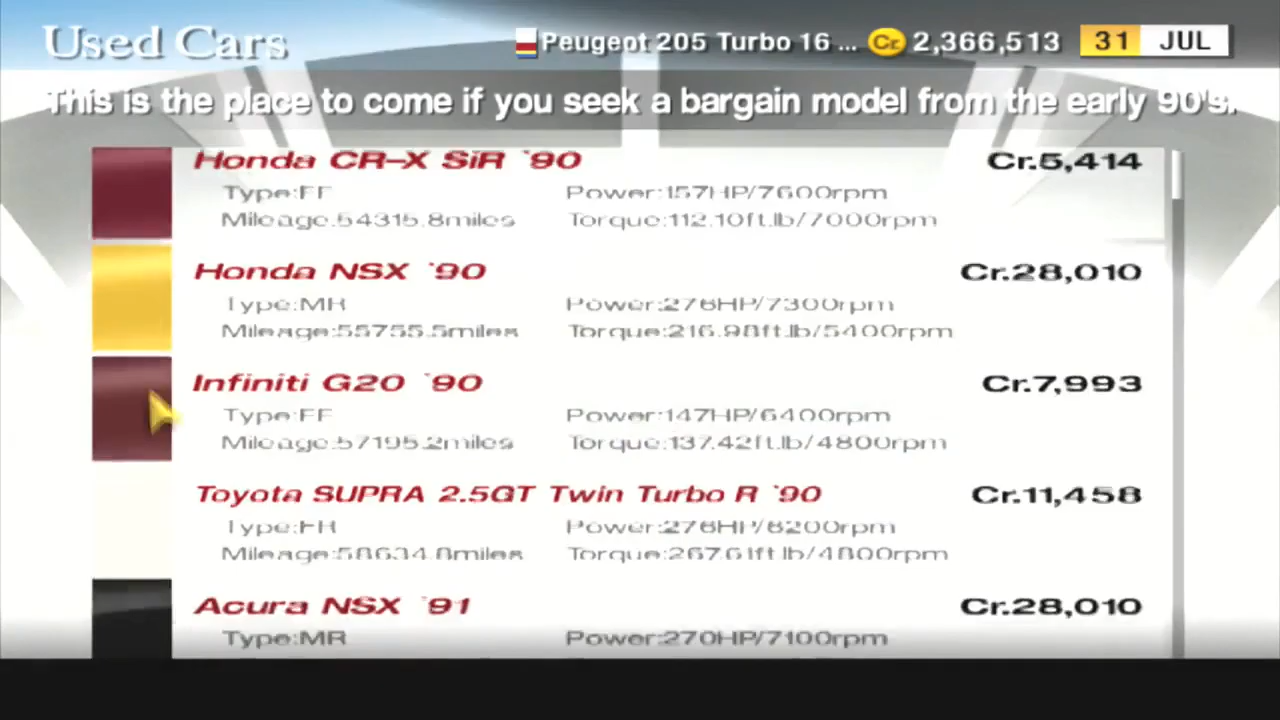 Used Cars
Peugeot 205 Turbo 16 ... Cr 2,366,513 31 JUL
This is the place to come if you seek a bargain model from the early 90's.
Honda CR-X SiR `90 Cr.5,414
Type:FF Power:157HP/7600rpm
Mileage:54315.8miles Torque:112.10ft.lb/7000rpm
Honda NSX `90 Cr.28,010
Type:MR Power:276HP/7300rpm
Mileage:55755.5miles Torque:216.98ft.lb/5400rpm
Infiniti G20 `90 Cr.7,993
Type:FF Power:147HP/6400rpm
Mileage:57195.2miles Torque:137.42ft.lb/4800rpm
Toyota SUPRA 2.5GT Twin Turbo R `90 Cr.11,458
Type:FR Power:276HP/6200rpm
Mileage:58634.8miles Torque:267.61ft.lb/4800rpm
Acura NSX `91 Cr.28,010
Type:MR Power:270HP/7100rpm